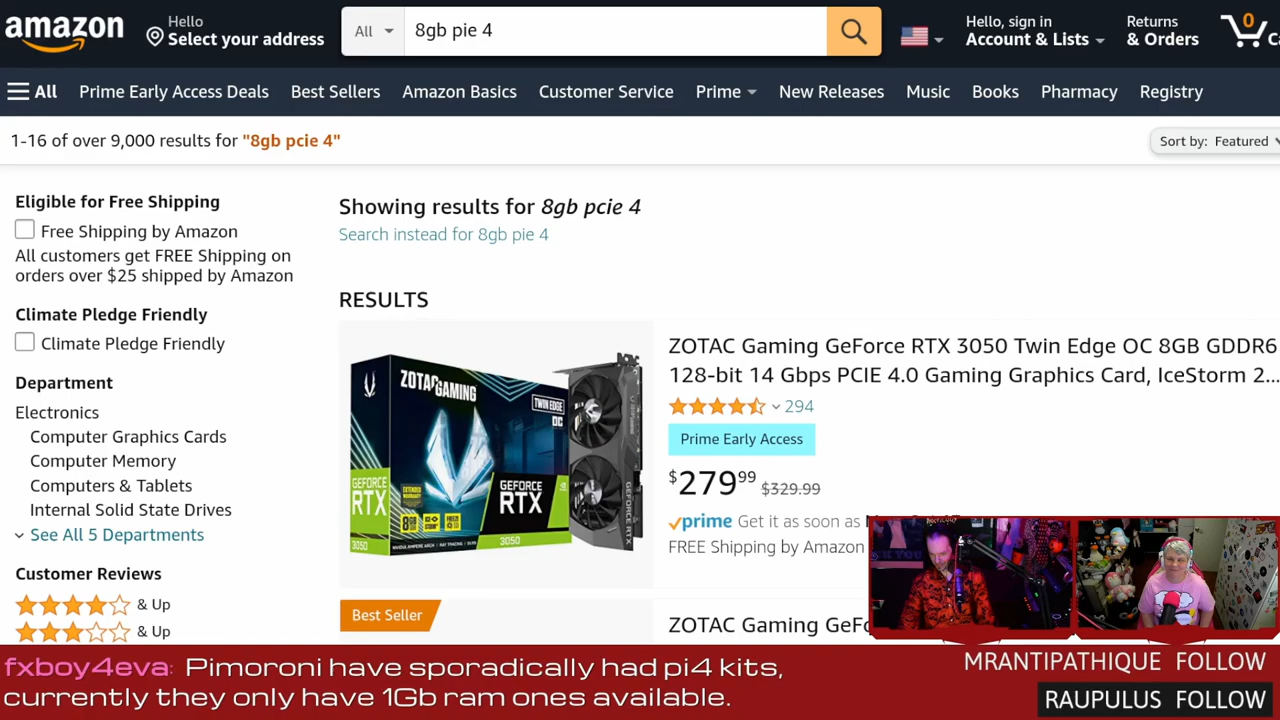 amazon
Hello
Select your address
All
8gb pie 4
Hello, sign in
Account & Lists
Returns
& Orders
0
All
Prime Early Access Deals
Best Sellers
Amazon Basics
Customer Service
Prime
New Releases
Music
Books
Pharmacy
Registry
1-16 of over 9,000 results for "8gb pcie 4"
Sort by: Featured
Eligible for Free Shipping
Free Shipping by Amazon
All customers get FREE Shipping on
orders over $25 shipped by Amazon
Climate Pledge Friendly
Climate Pledge Friendly
Department
Electronics
Computer Graphics Cards
Computer Memory
Computers & Tablets
Internal Solid State Drives
See All 5 Departments
Customer Reviews
& Up
& Up
Showing results for 8gb pcie 4
Search instead for 8gb pie 4
RESULTS
ZOTAC GAMING
TWIN EDGE
OC
GEFORCE
RTX
3050
8GB
GEFORCE
RTX
3050
GEFORCE RTX
ZOTAC Gaming GeForce RTX 3050 Twin Edge OC 8GB GDDR6
128-bit 14 Gbps PCIE 4.0 Gaming Graphics Card, IceStorm 2...
294
Prime Early Access
$279 99 $329.99
prime Get it as soon as
FREE Shipping by Amazon
Best Seller
ZOTAC Gaming
fxboy4eva: Pimoroni have sporadically had pi4 kits,
currently they only have 1Gb ram ones available.
MRANTIPATHIQUE FOLLOW
RAUPULUS FOLLOW